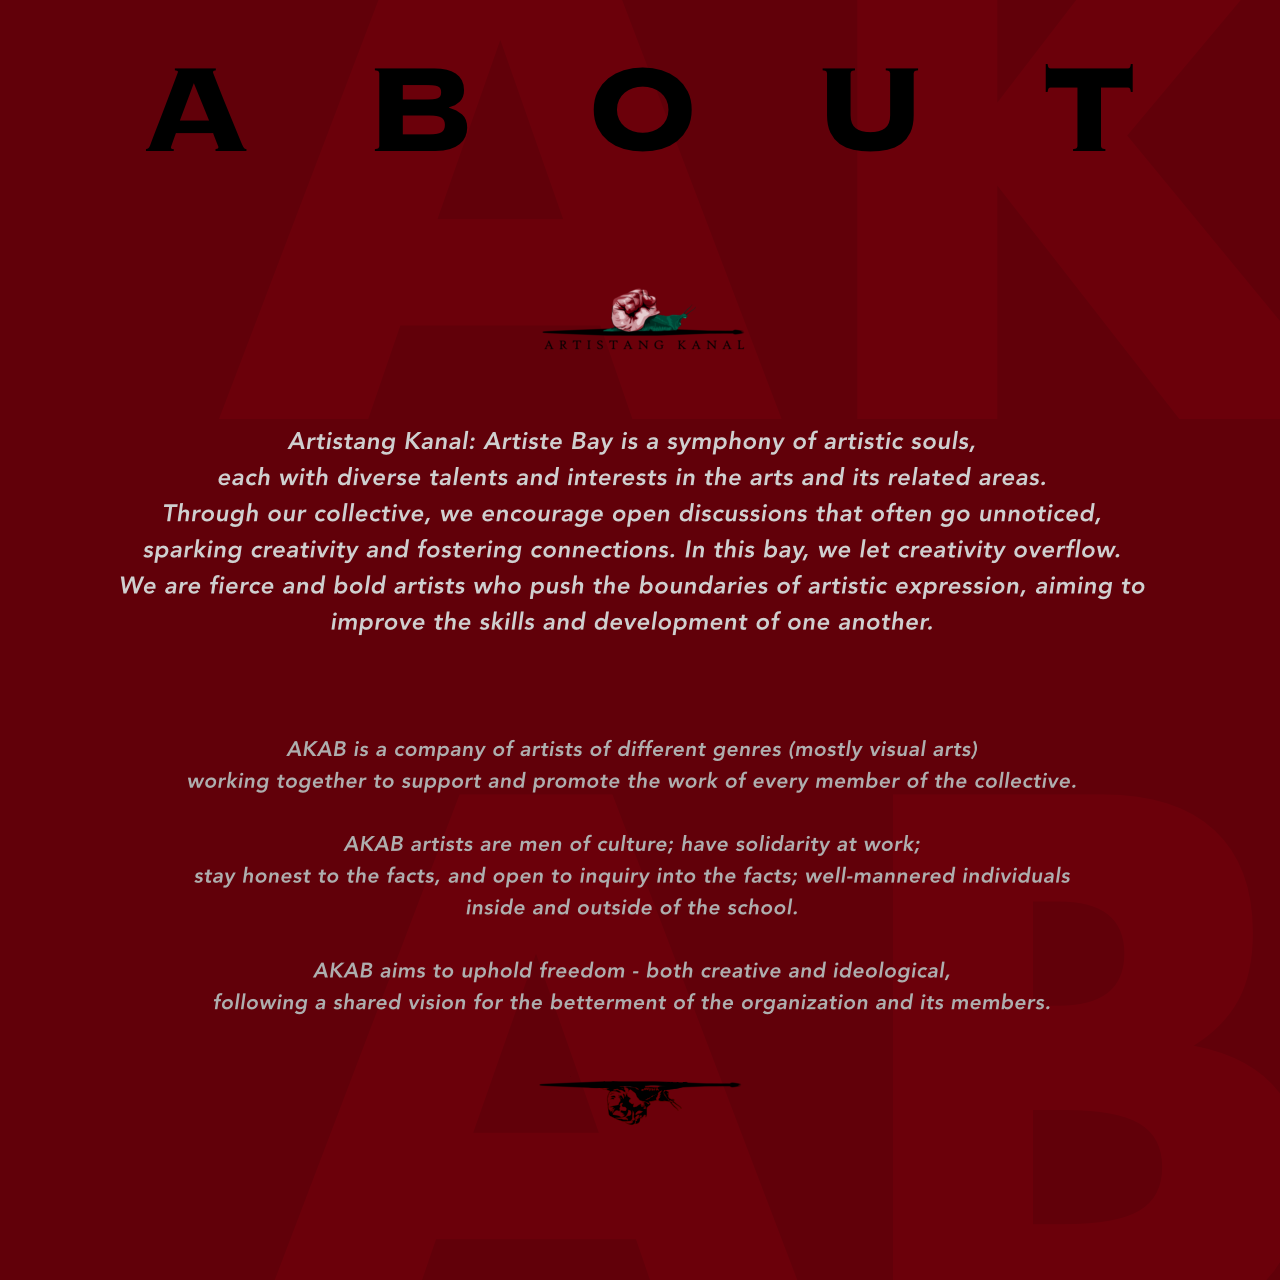 ABOUT
ARTISTANG KANAL
Artistang Kanal: Artiste Bay is a symphony of artistic souls,
each with diverse talents and interests in the arts and its related areas.
Through our collective, we encourage open discussions that often go unnoticed,
sparking creativity and fostering connections. In this bay, we let creativity overflow.
We are fierce and bold artists who push the boundaries of artistic expression, aiming to
improve the skills and development of one another.
AKAB is a company of artists of different genres (mostly visual arts)
working together to support and promote the work of every member of the collective.
AKAB artists are men of culture; have solidarity at work;
stay honest to the facts, and open to inquiry into the facts; well-mannered individuals
inside and outside of the school.
AKAB aims to uphold freedom - both creative and ideological,
following a shared vision for the betterment of the organization and its members.
AK
AB